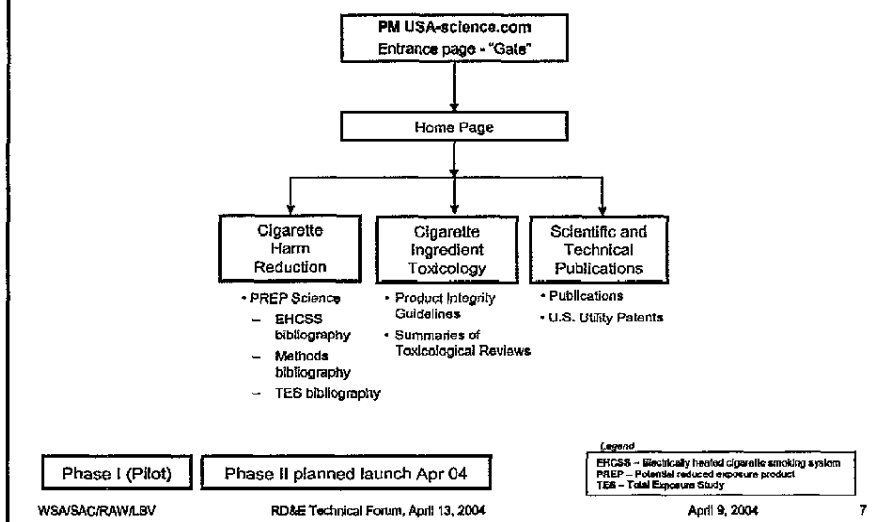 PM USA-science.com
Entrance page - "Gate"
Home Page
Cigarette
Harm
Reduction
Cigarette
Ingredient
Toxicology
Scientific and
Technical
Publications
• PREP Science
– EHCSS
bibliography
– Methods
bibliography
– TES bibliography
• Product Integrity
Guidelines
• Summaries of
Toxicological Reviews
• Publications
• U.S. Utility Patents
Phase I (Pilot)
Phase II planned launch Apr 04
Legend
EHCSS – Electrically heated cigarette smoking system
PREP – Potential reduced exposure product
TES – Total Exposure Study
WSA/SAC/RAW/LBV
RD&E Technical Forum, April 13, 2004
April 9, 2004
7